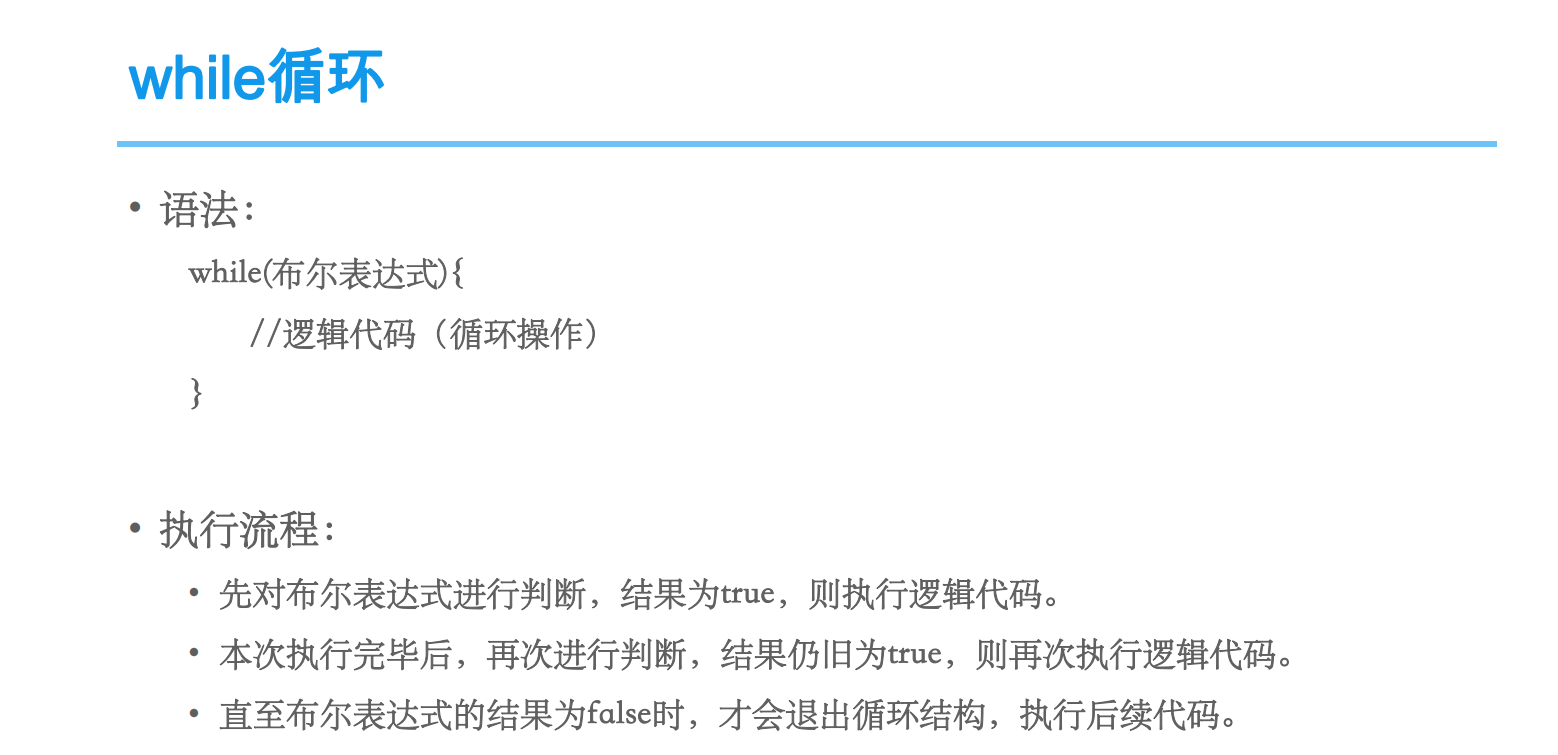 while循环
• 语法：
while(布尔表达式){
//逻辑代码（循环操作）
}
• 执行流程：
• 先对布尔表达式进行判断，结果为true，则执行逻辑代码。
• 本次执行完毕后，再次进行判断，结果仍旧为true，则再次执行逻辑代码。
• 直至布尔表达式的结果为false时，才会退出循环结构，执行后续代码。